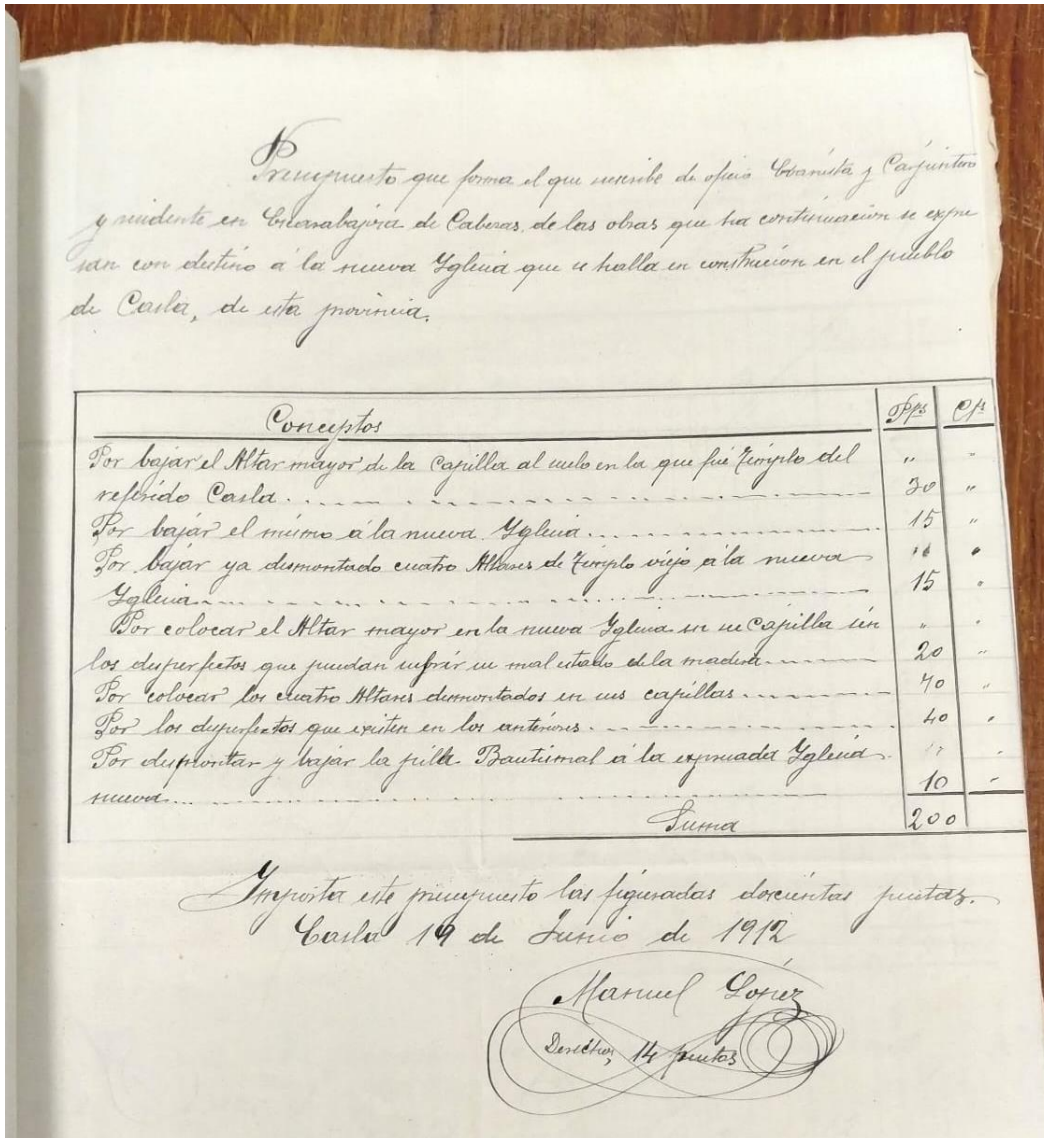 Presupuesto que forma el que suscribe de oficio Ebanista y Carpintero
y residente en Encarabajosa de Caberas, de las obras que ha continuación se expre
san con destino á la nueva Yglesia que se halla en construcion en el pueblo
de Casla, de esta provincia.
Conceptos Pts Cts
Por bajar el Altar mayor de la Capilla al suelo en la que fué Templo del " "
referido Casla. 30 "
Por bajar el mismo á la nueva Yglesia. 15 "
Por bajar ya desmontado cuatro Altares de Templo viejo á la nueva " "
Yglesia 15 "
Por colocar el Altar mayor en la nueva Yglesia en su Capilla sin " "
los desperfectos que puedan sufrir su mal estado de la madera. 20 "
Por colocar los cuatro Altares desmontados en sus capillas. 70 "
Por los desperfectos que existen en los anteriores. 40 "
Por desmontar y bajar la pilla Bautismal á la expresada Yglesia " "
nueva. 10 "
Suma 200
Importa este presupuesto las figuradas doscientas pesetas.
Casla 19 de Junio de 1912
Manuel López
Derechos, 14 pesetas